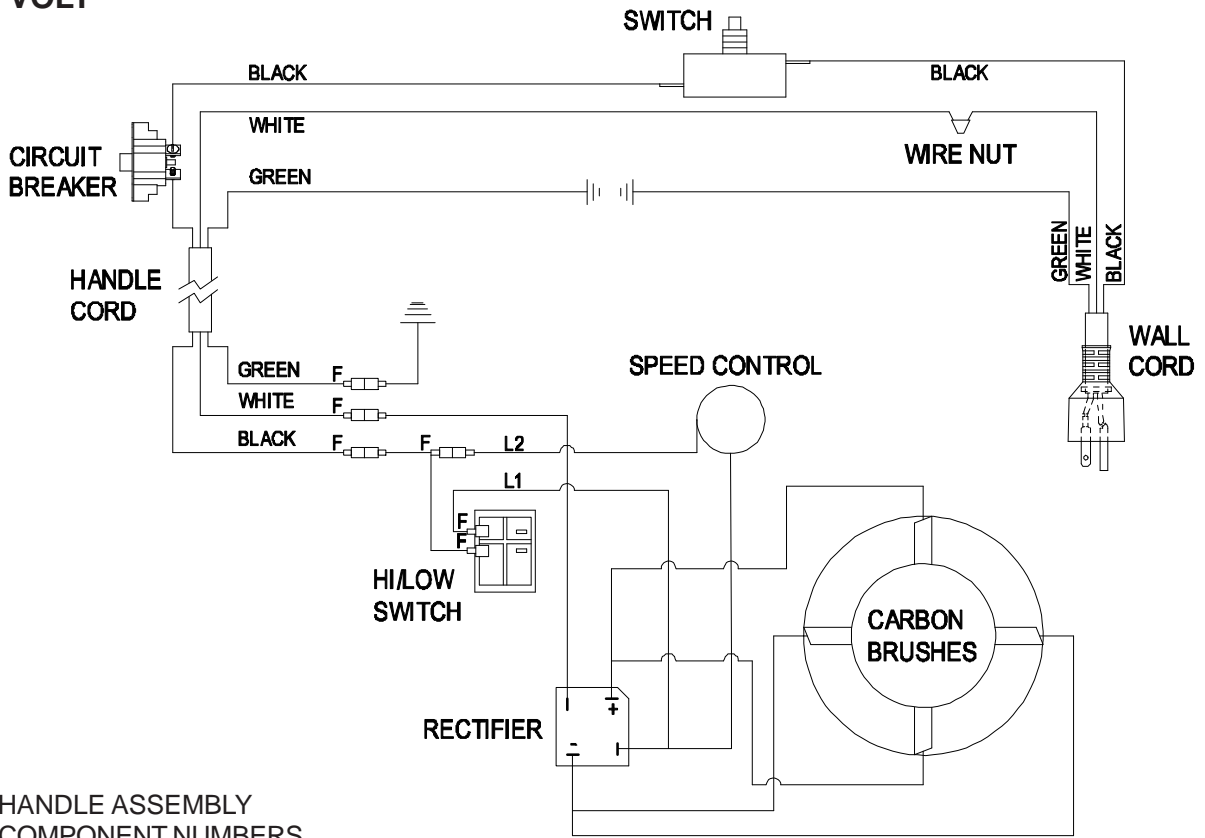 VOLT
SWITCH
BLACK
BLACK
WHITE
WIRE NUT
CIRCUIT
BREAKER
GREEN
GREEN
WHITE
BLACK
HANDLE
CORD
WALL
CORD
GREEN
F
SPEED CONTROL
WHITE
F
BLACK
F
F
L2
L1
F
F
HI/LOW
SWITCH
CARBON
BRUSHES
RECTIFIER
+
-
HANDLE ASSEMBLY
COMPONENT NUMBERS